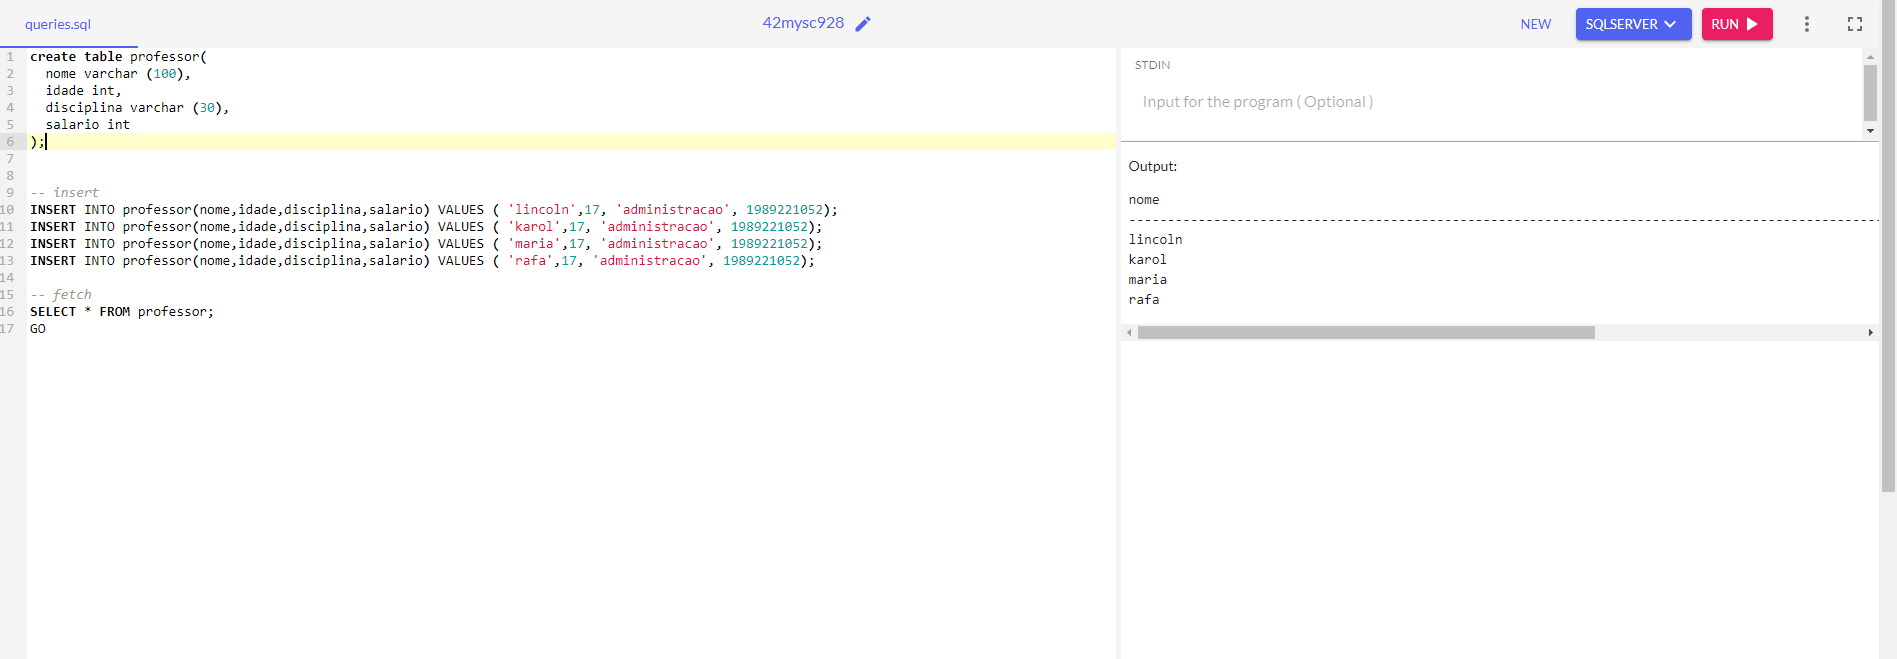 queries.sql
42mysc928
NEW
SQLSERVER
RUN
1 create table professor(
2   nome varchar (100),
3   idade int,
4   disciplina varchar (30),
5   salario int
6 );
7
8
9 -- insert
10 INSERT INTO professor(nome,idade,disciplina,salario) VALUES ( 'lincoln',17, 'administracao', 1989221052);
11 INSERT INTO professor(nome,idade,disciplina,salario) VALUES ( 'karol',17, 'administracao', 1989221052);
12 INSERT INTO professor(nome,idade,disciplina,salario) VALUES ( 'maria',17, 'administracao', 1989221052);
13 INSERT INTO professor(nome,idade,disciplina,salario) VALUES ( 'rafa',17, 'administracao', 1989221052);
14
15 -- fetch
16 SELECT * FROM professor;
17 GO
STDIN
Input for the program ( Optional )
Output:
nome
----------------------------------------------------------------------------------------------------
lincoln
karol
maria
rafa